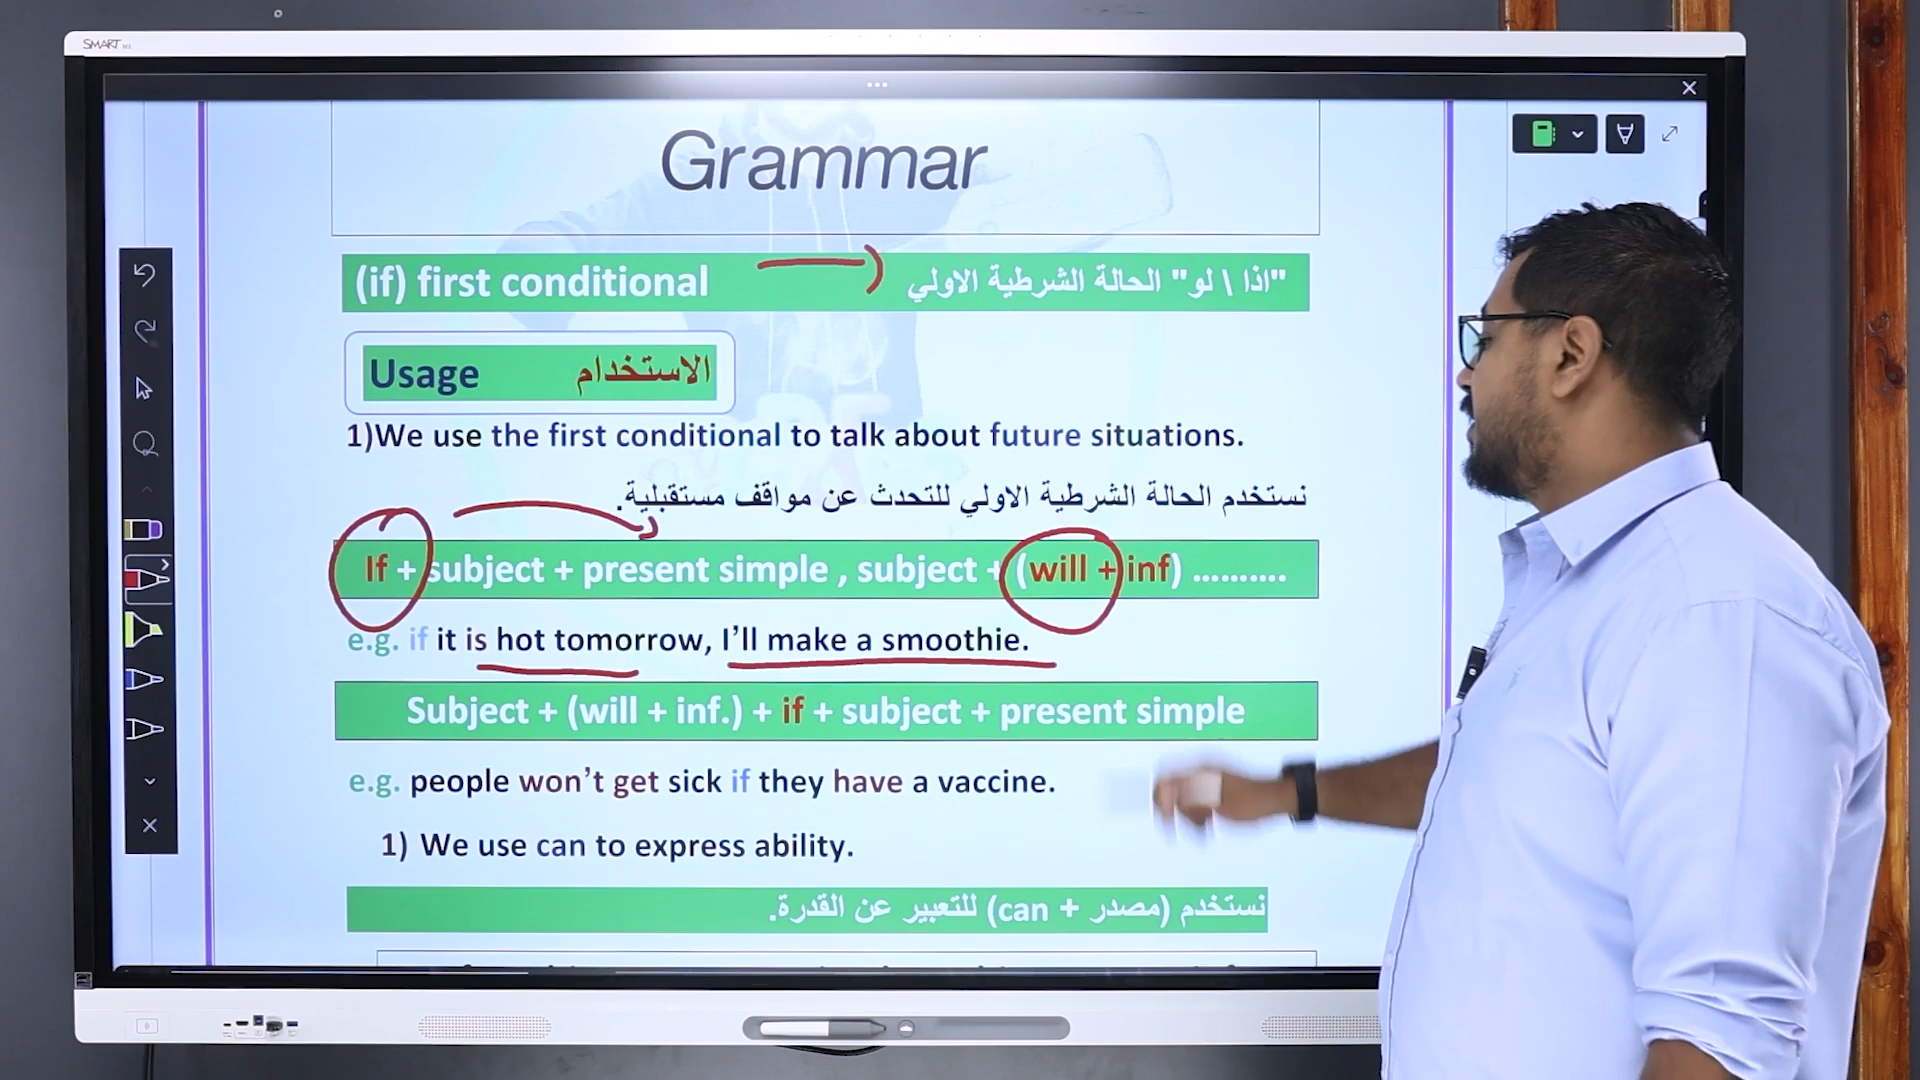 SMART
Grammar
(if) first conditional "اذا \ لو" الحالة الشرطية الاولي
Usage الاستخدام
1)We use the first conditional to talk about future situations.
نستخدم الحالة الشرطية الاولي للتحدث عن مواقف مستقبلية.
If + subject + present simple , subject + (will + inf) ..........
e.g. if it is hot tomorrow, I'll make a smoothie.
Subject + (will + inf.) + if + subject + present simple
e.g. people won't get sick if they have a vaccine.
1) We use can to express ability.
نستخدم (can + مصدر) للتعبير عن القدرة.